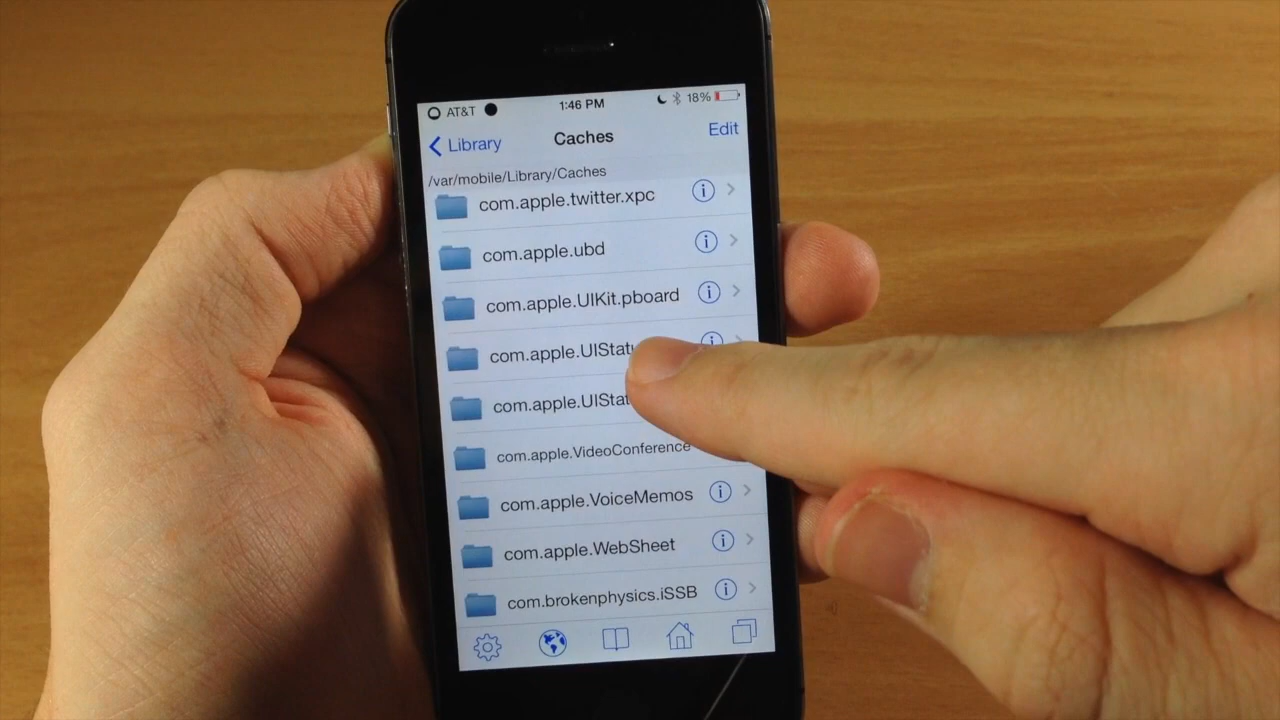 AT&T 1:46 PM 18%
Library Caches Edit
/var/mobile/Library/Caches
com.apple.twitter.xpc
com.apple.ubd
com.apple.UIKit.pboard
com.apple.UIStatu
com.apple.UIStat
com.apple.VideoConference
com.apple.VoiceMemos
com.apple.WebSheet
com.brokenphysics.iSSB